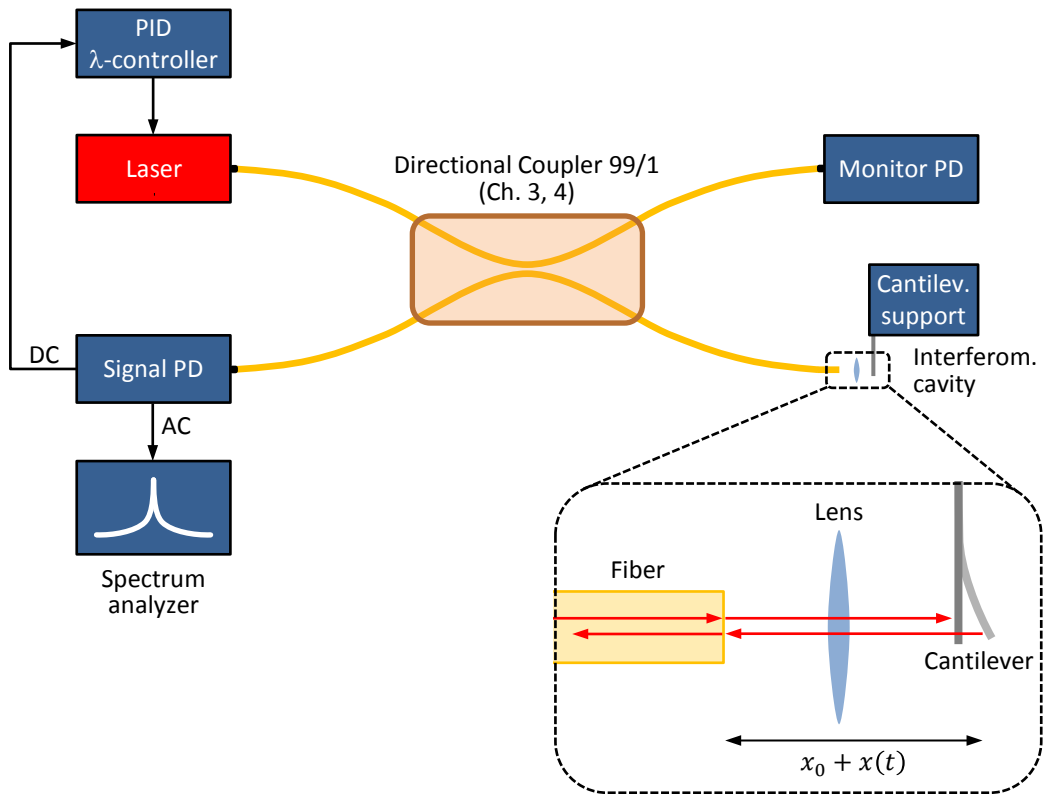 PID
λ-controller
Laser
Directional Coupler 99/1
(Ch. 3, 4)
Monitor PD
Cantilev.
support
DC
Signal PD
Interferom.
cavity
AC
Spectrum
analyzer
Lens
Fiber
Cantilever
x₀ + x(t)